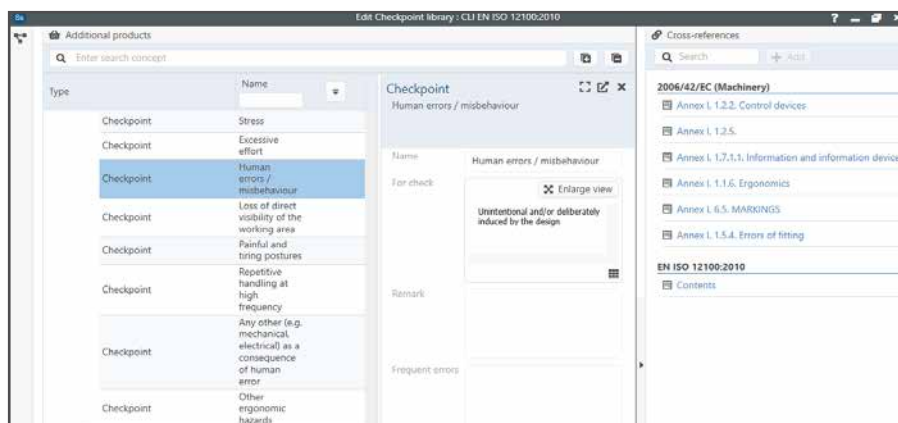 Be
Edit Checkpoint library : CLI EN ISO 12100:2010
Additional products
Enter search concept
Type
Name
Checkpoint
Stress
Checkpoint
Excessive
effort
Checkpoint
Human
errors /
misbehaviour
Checkpoint
Loss of direct
visibility of the
working area
Checkpoint
Painful and
tiring postures
Checkpoint
Repetitive
handling at
high
frequency
Checkpoint
Any other (e.g.
mechanical,
electrical) as a
consequence
of human
error
Checkpoint
Other
ergonomic
hazards
Checkpoint
Human errors / misbehaviour
Name
Human errors / misbehaviour
For check
Enlarge view
Unintentional and/or deliberately
induced by the design
Remark
Frequent errors
Cross-references
Search
Add
2006/42/EC (Machinery)
Annex I, 1.2.2. Control devices
Annex I, 1.2.5.
Annex I, 1.7.1.1. Information and information device
Annex I, 1.1.6. Ergonomics
Annex I, 6.5. MARKINGS
Annex I, 1.5.4. Errors of fitting
EN ISO 12100:2010
Contents